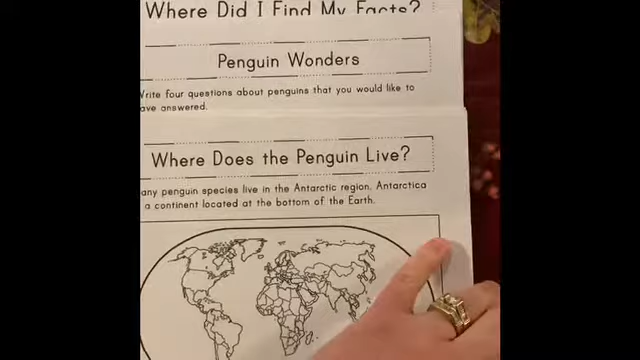 Where Did I Find My Facts?
Penguin Wonders
Write four questions about penguins that you would like to
ave answered.
Where Does the Penguin Live?
any penguin species live in the Antarctic region. Antarctica
a continent located at the bottom of the Earth.